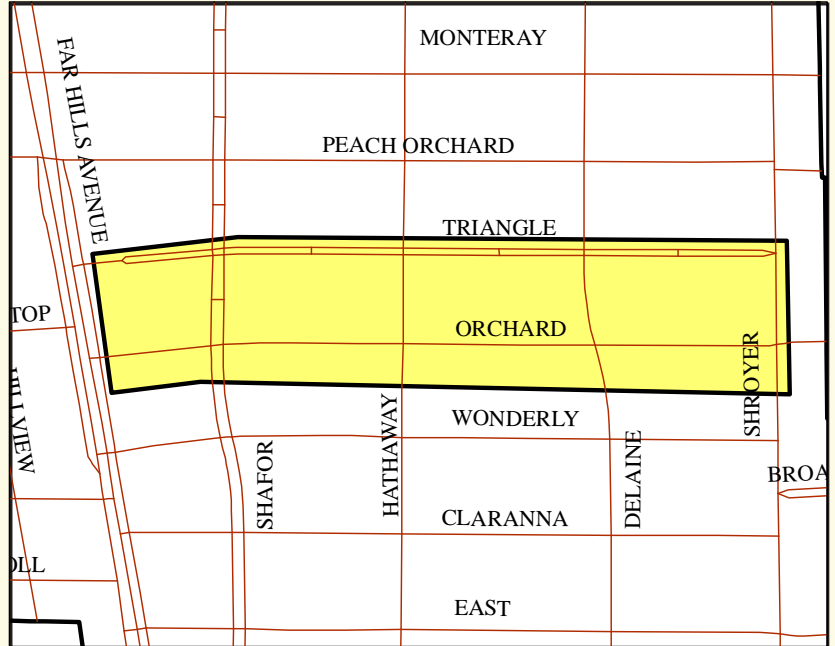 MONTERAY
FAR HILLS AVENUE
PEACH ORCHARD
TRIANGLE
TOP
ORCHARD
SHROYER
HILLVIEW
WONDERLY
HATHAWAY
SHAFOR
DELAINE
BROA
CLARANNA
OLL
EAST